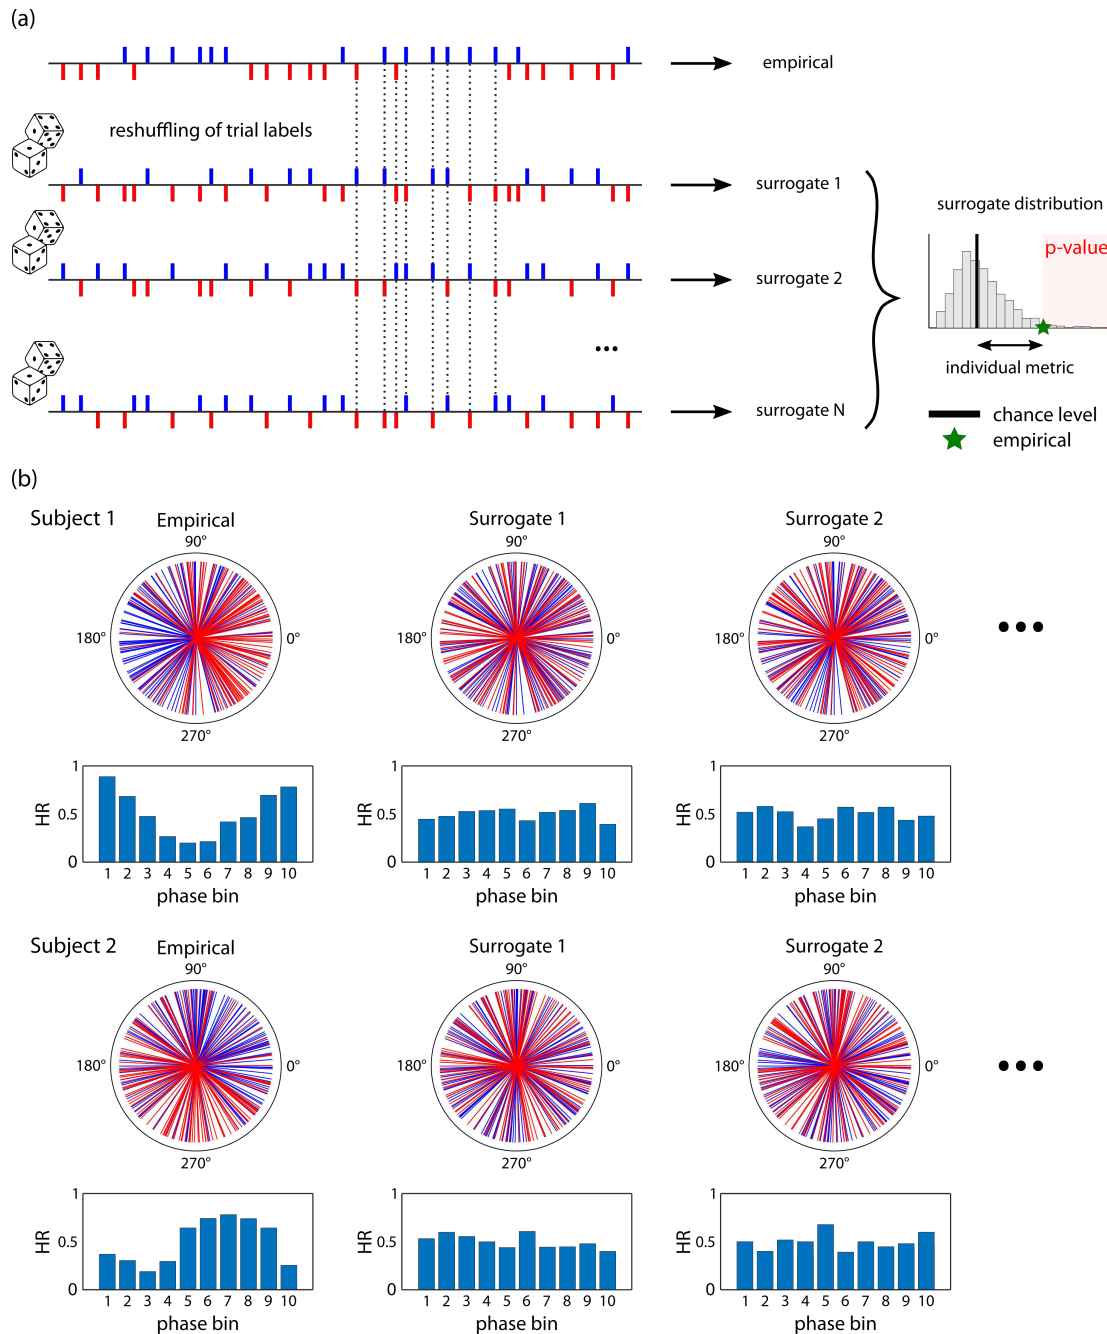 (a)
empirical
reshuffling of trial labels
surrogate 1
surrogate 2
...
surrogate N
surrogate distribution
p-value
individual metric
chance level
empirical
(b)
Subject 1
Empirical
Surrogate 1
Surrogate 2
90° 90° 90°
180° 0° 180° 0° 180° 0°
...
270° 270° 270°
1 1 1
HR 0.5 HR 0.5 HR 0.5
0 0 0
1 2 3 4 5 6 7 8 9 10 1 2 3 4 5 6 7 8 9 10 1 2 3 4 5 6 7 8 9 10
phase bin phase bin phase bin
Subject 2
Empirical
Surrogate 1
Surrogate 2
90° 90° 90°
180° 0° 180° 0° 180° 0°
...
270° 270° 270°
1 1 1
HR 0.5 HR 0.5 HR 0.5
0 0 0
1 2 3 4 5 6 7 8 9 10 1 2 3 4 5 6 7 8 9 10 1 2 3 4 5 6 7 8 9 10
phase bin phase bin phase bin